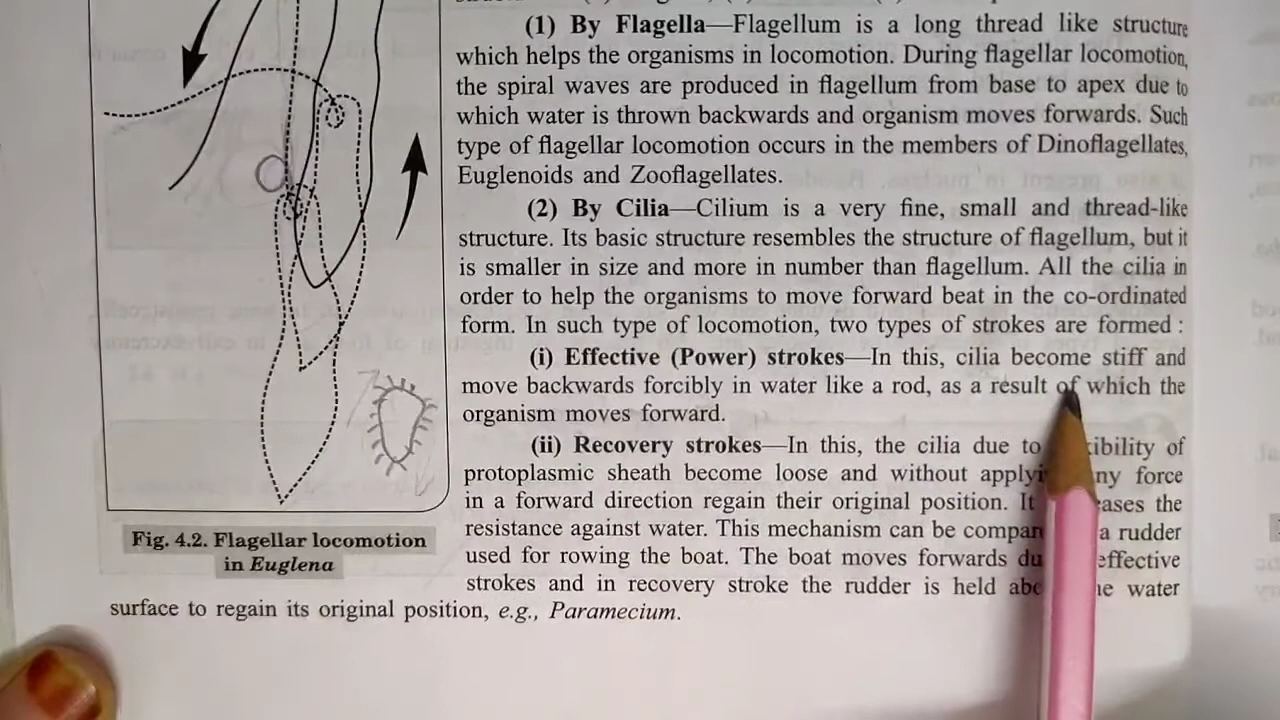 (1) By Flagella—Flagellum is a long thread like structure
which helps the organisms in locomotion. During flagellar locomotion,
the spiral waves are produced in flagellum from base to apex due to
which water is thrown backwards and organism moves forwards. Such
type of flagellar locomotion occurs in the members of Dinoflagellates,
Euglenoids and Zooflagellates.
(2) By Cilia—Cilium is a very fine, small and thread-like
structure. Its basic structure resembles the structure of flagellum, but it
is smaller in size and more in number than flagellum. All the cilia in
order to help the organisms to move forward beat in the co-ordinated
form. In such type of locomotion, two types of strokes are formed :
(i) Effective (Power) strokes—In this, cilia become stiff and
move backwards forcibly in water like a rod, as a result of which the
organism moves forward.
(ii) Recovery strokes—In this, the cilia due to of
protoplasmic sheath become loose and without force
in a forward direction regain their original position. It the
resistance against water. This mechanism can be a rudder
used for rowing the boat. The boat moves forwards effective
strokes and in recovery stroke the rudder is held water
surface to regain its original position, e.g., Paramecium.
Fig. 4.2. Flagellar locomotion
in Euglena